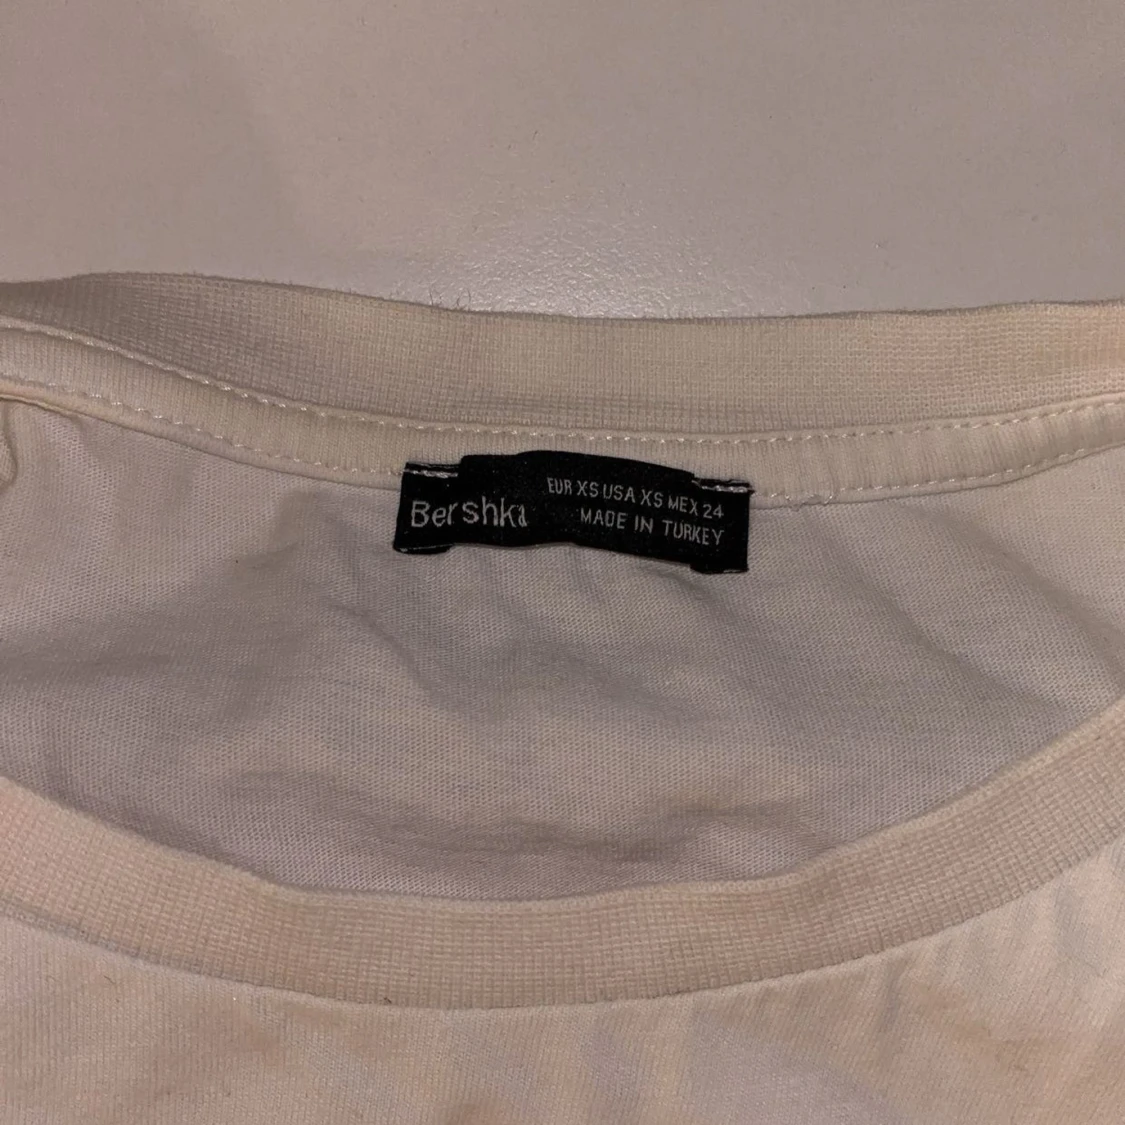 Bershka
EUR XS USA XS MEX 24
MADE IN TURKEY